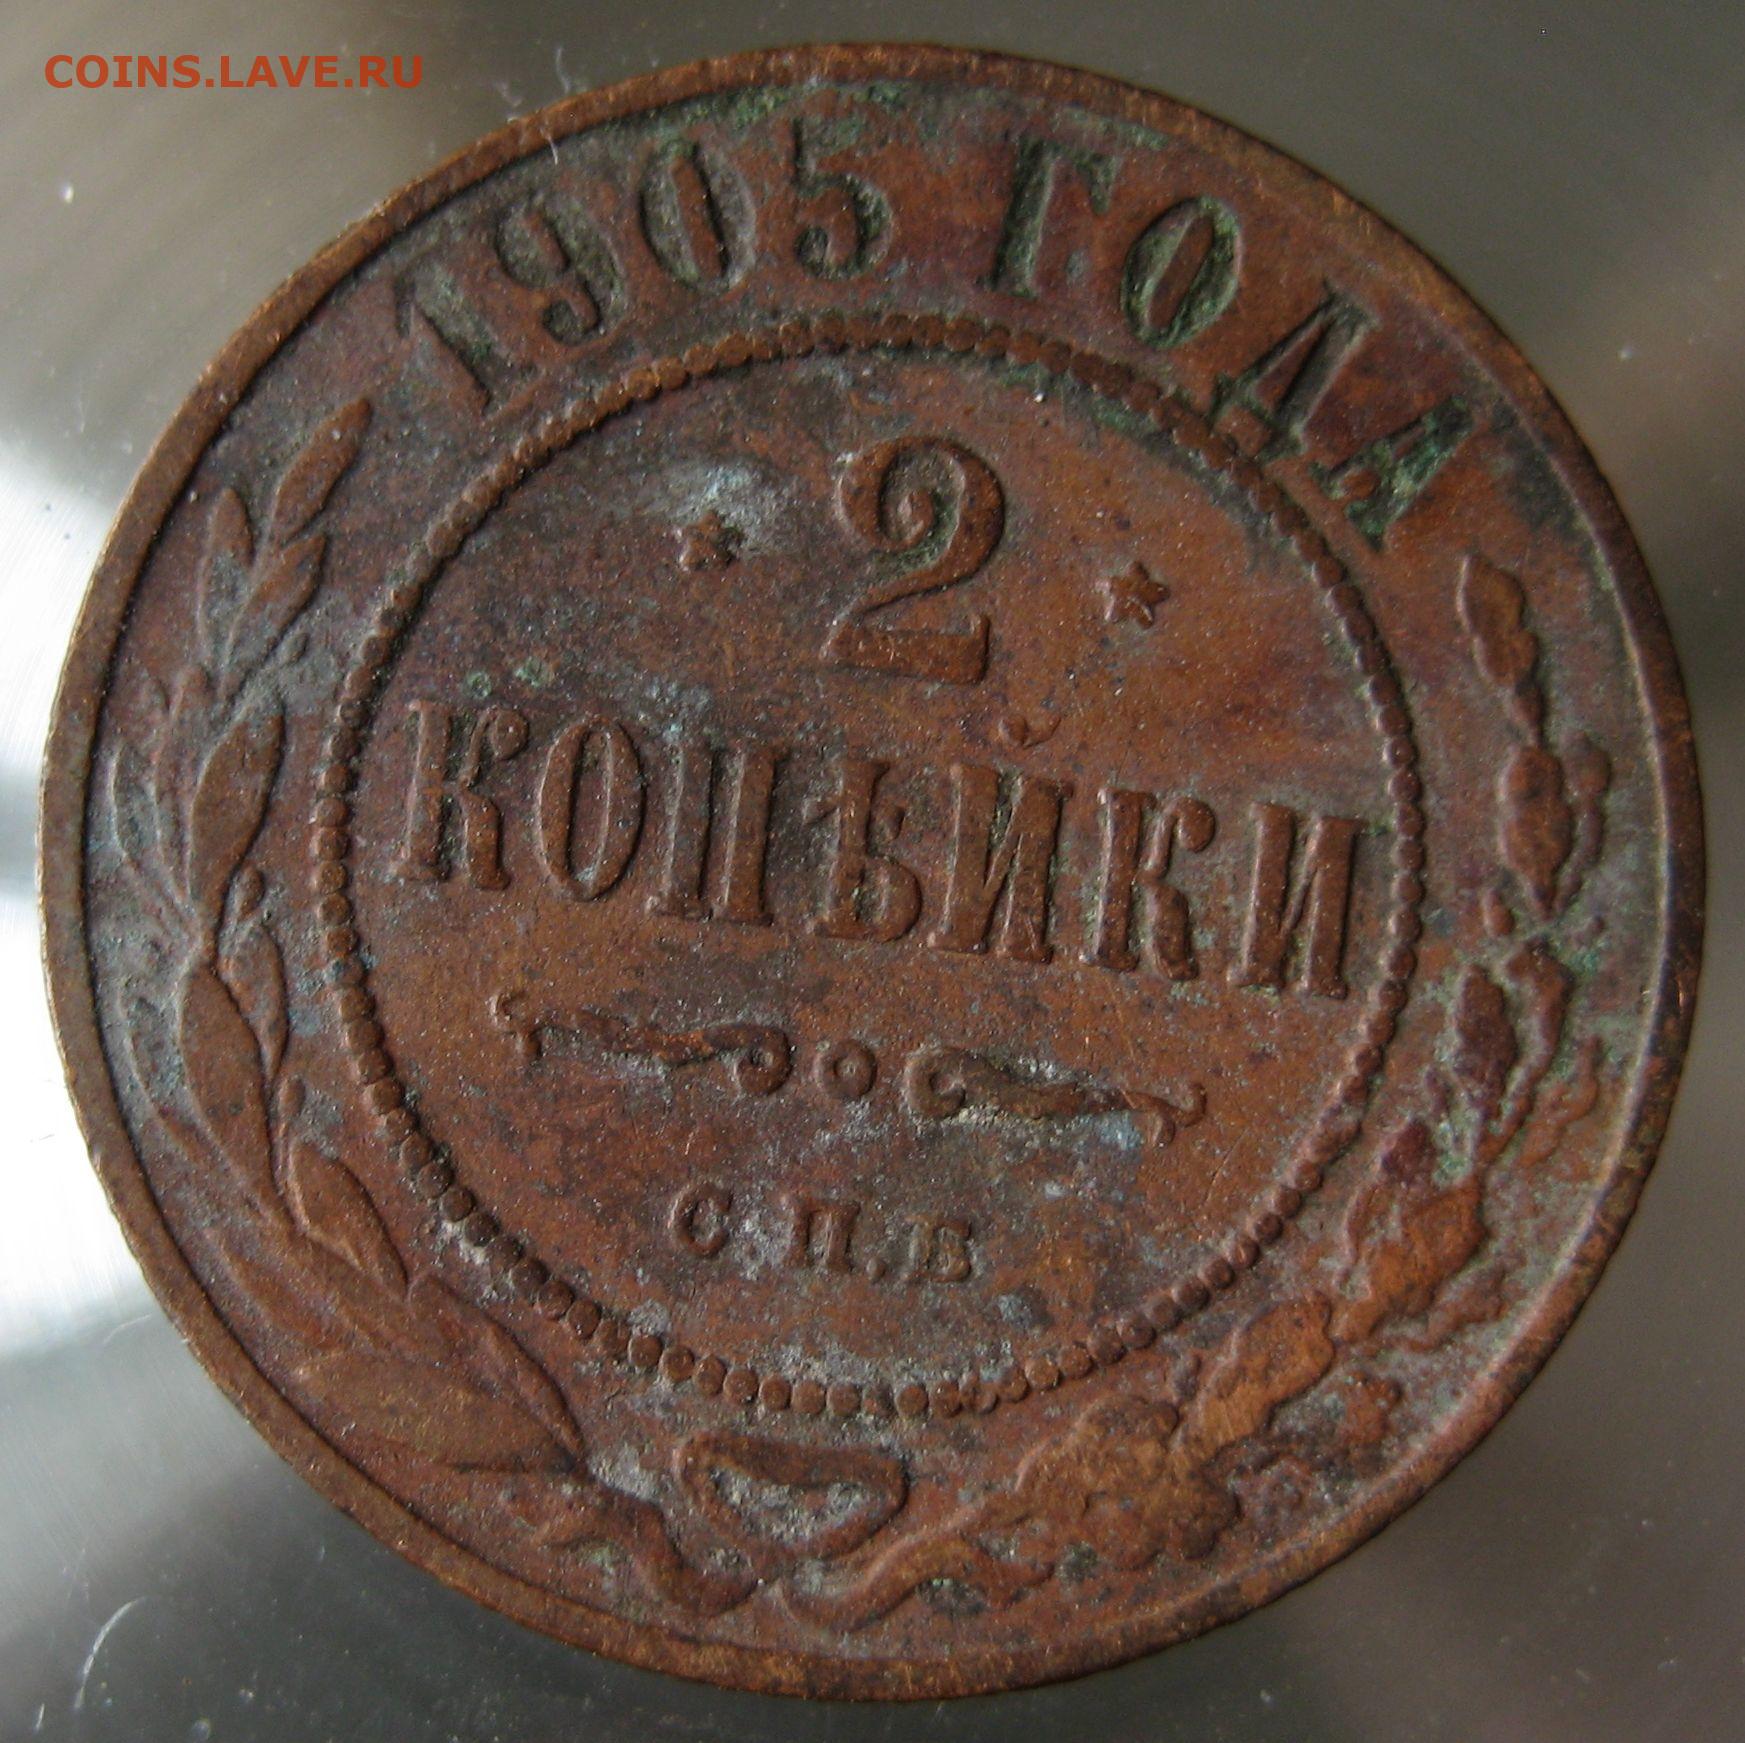 COINS.LAVE.RU
1905 ГОДА
2
КОПѢЙКИ
С.П.Б